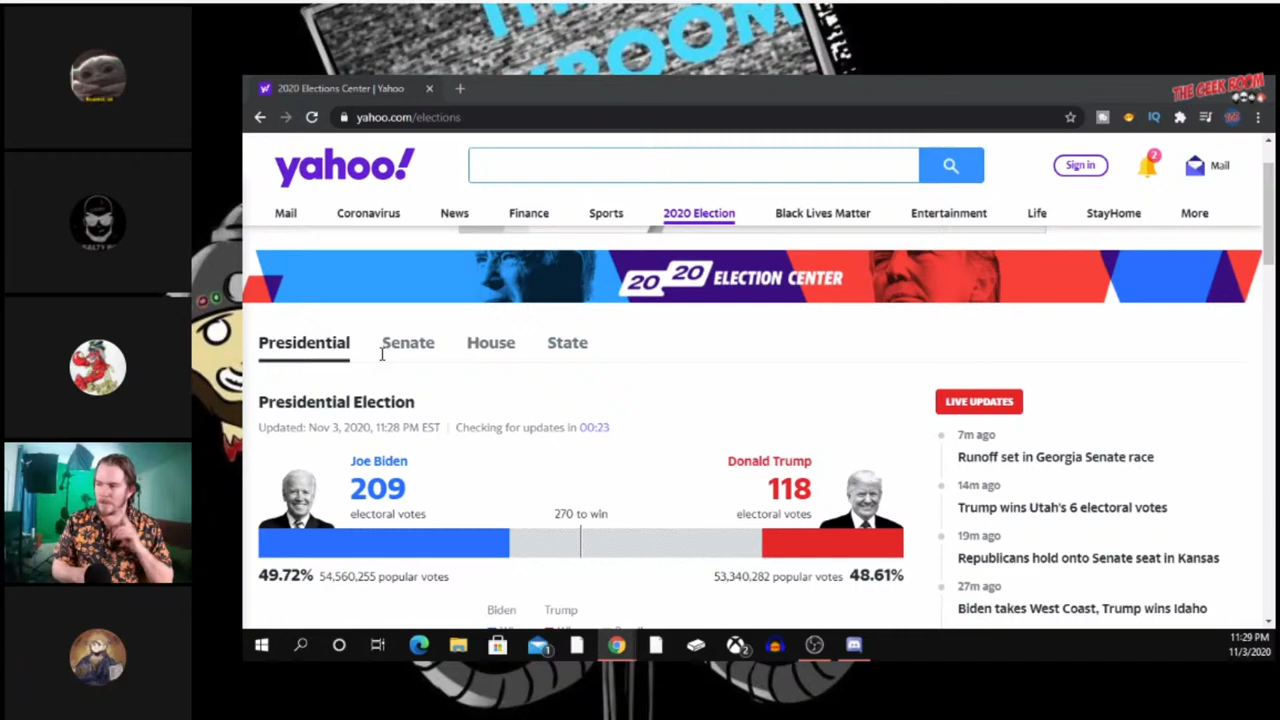 THE
ROOM
2020 Elections Center | Yahoo
THE GEEK ROOM
yahoo.com/elections
IQ
yahoo!
Sign in
2
Mail
Mail
Coronavirus
News
Finance
Sports
2020 Election
Black Lives Matter
Entertainment
Life
StayHome
More
2020 ELECTION CENTER
Presidential
Senate
House
State
Presidential Election
Updated: Nov 3, 2020, 11:28 PM EST
Checking for updates in 00:23
Joe Biden
209
electoral votes
270 to win
Donald Trump
118
electoral votes
49.72% 54,560,255 popular votes
53,340,282 popular votes 48.61%
Biden
Trump
LIVE UPDATES
7m ago
Runoff set in Georgia Senate race
14m ago
Trump wins Utah's 6 electoral votes
19m ago
Republicans hold onto Senate seat in Kansas
27m ago
Biden takes West Coast, Trump wins Idaho
1
2
11:29 PM
11/3/2020